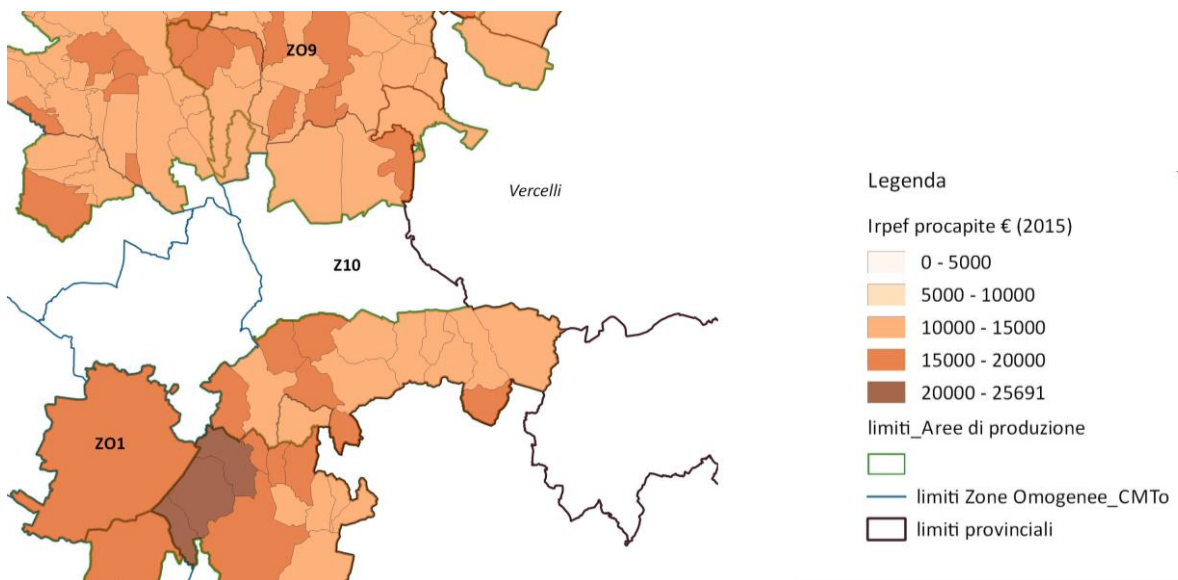 ZO9
Vercelli
Z10
ZO1
Legenda
Irpef procapite € (2015)
0 - 5000
5000 - 10000
10000 - 15000
15000 - 20000
20000 - 25691
limiti_Aree di produzione
limiti Zone Omogenee_CMTo
limiti provinciali